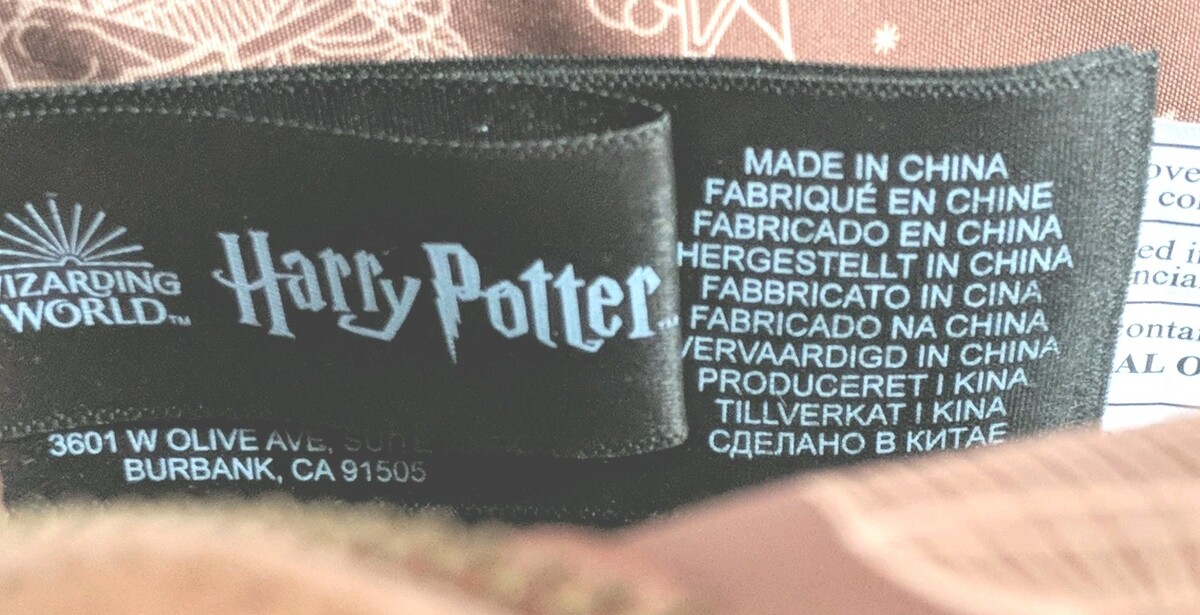 WIZARDING
WORLD™
Harry Potter
3601 W OLIVE AVE,
BURBANK, CA 91505
MADE IN CHINA
FABRIQUÉ EN CHINE
FABRICADO EN CHINA
HERGESTELLT IN CHINA
FABBRICATO IN CINA
FABRICADO NA CHINA
VERVAARDIGD IN CHINA
PRODUCERET I KINA
TILLVERKAT I KINA
СДЕЛАНО В КИТАЕ